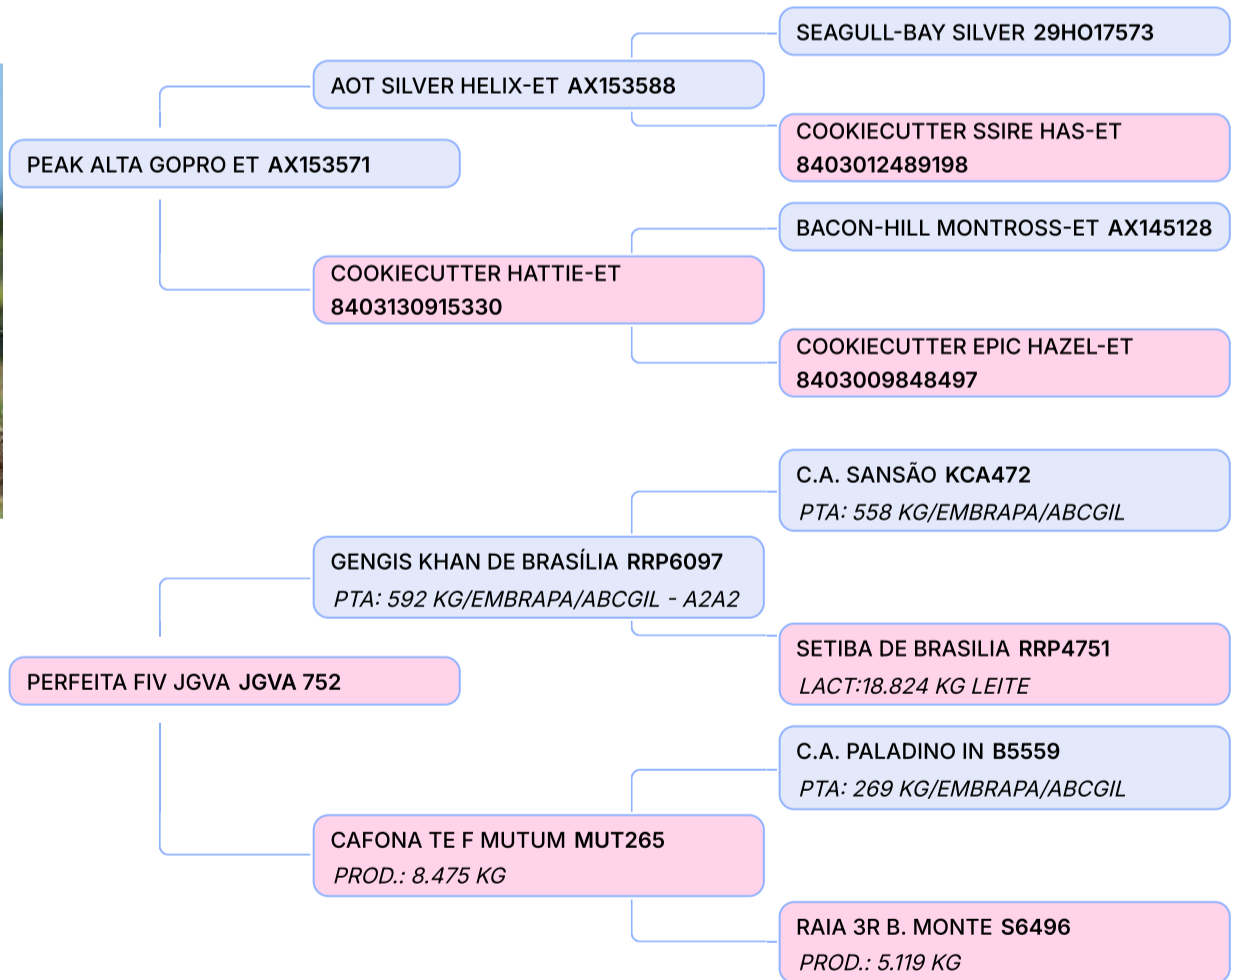 SEAGULL-BAY SILVER 29HO17573
AOT SILVER HELIX-ET AX153588
COOKIECUTTER SSIRE HAS-ET
8403012489198
PEAK ALTA GOPRO ET AX153571
BACON-HILL MONTROSS-ET AX145128
COOKIECUTTER HATTIE-ET
8403130915330
COOKIECUTTER EPIC HAZEL-ET
8403009848497
C.A. SANSÃO KCA472
PTA: 558 KG/EMBRAPA/ABCGIL
GENGIS KHAN DE BRASÍLIA RRP6097
PTA: 592 KG/EMBRAPA/ABCGIL - A2A2
SETIBA DE BRASILIA RRP4751
LACT:18.824 KG LEITE
PERFEITA FIV JGVA JGVA 752
C.A. PALADINO IN B5559
PTA: 269 KG/EMBRAPA/ABCGIL
CAFONA TE F MUTUM MUT265
PROD.: 8.475 KG
RAIA 3R B. MONTE S6496
PROD.: 5.119 KG